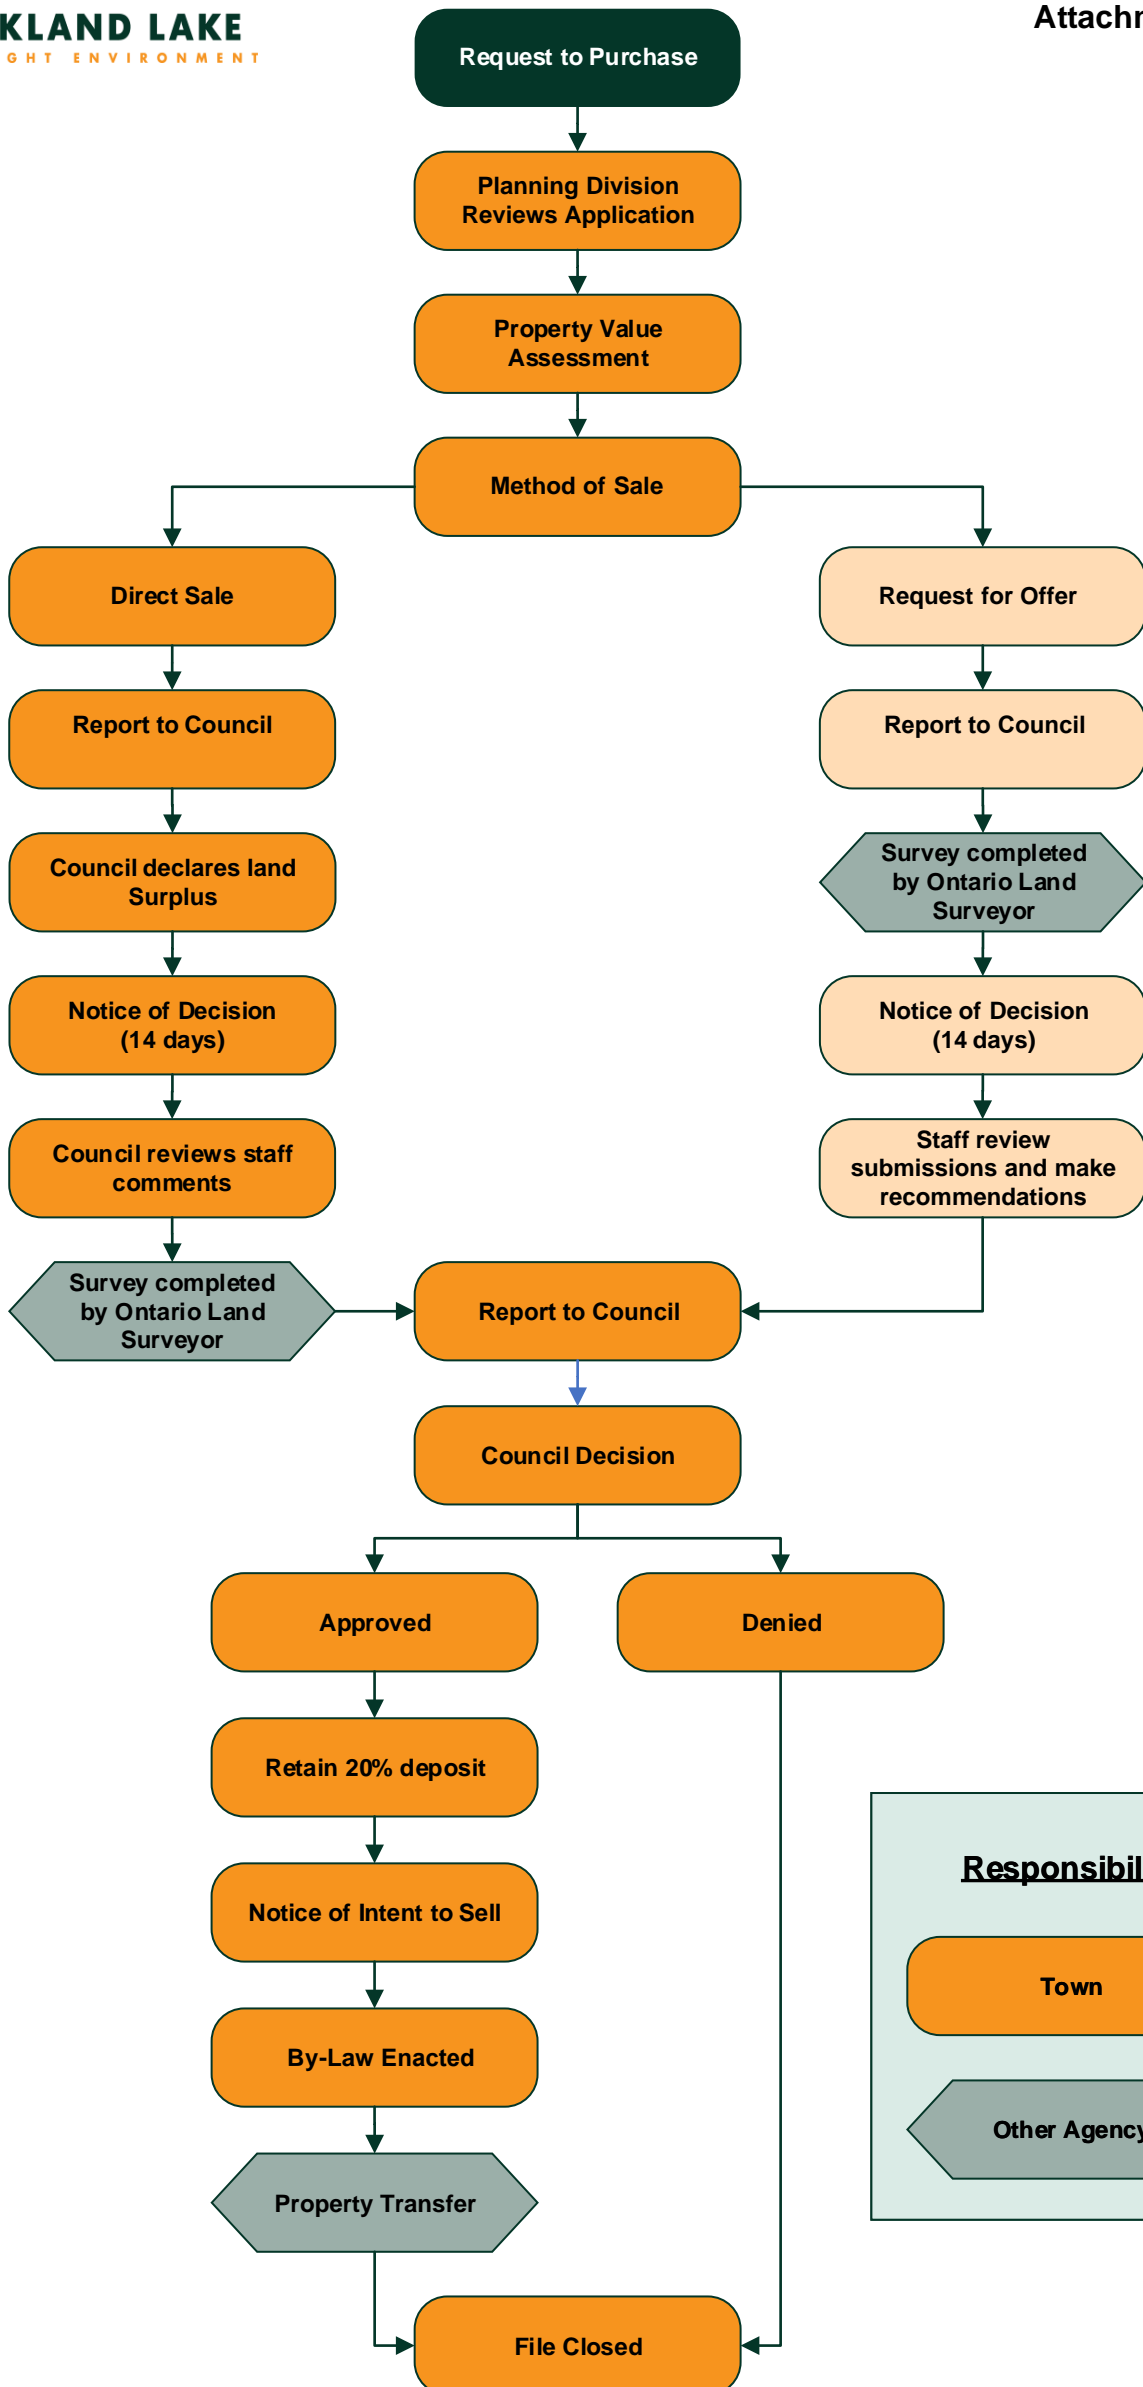 KLAND LAKE
GHT ENVIRONMENT
Attachm
Request to Purchase
Planning Division
Reviews Application
Property Value
Assessment
Method of Sale
Direct Sale
Request for Offer
Report to Council
Report to Council
Council declares land
Surplus
Survey completed
by Ontario Land
Surveyor
Notice of Decision
(14 days)
Notice of Decision
(14 days)
Council reviews staff
comments
Staff review
submissions and make
recommendations
Survey completed
by Ontario Land
Surveyor
Report to Council
Council Decision
Approved
Denied
Retain 20% deposit
Notice of Intent to Sell
By-Law Enacted
Property Transfer
File Closed
Responsibil
Town
Other Agency